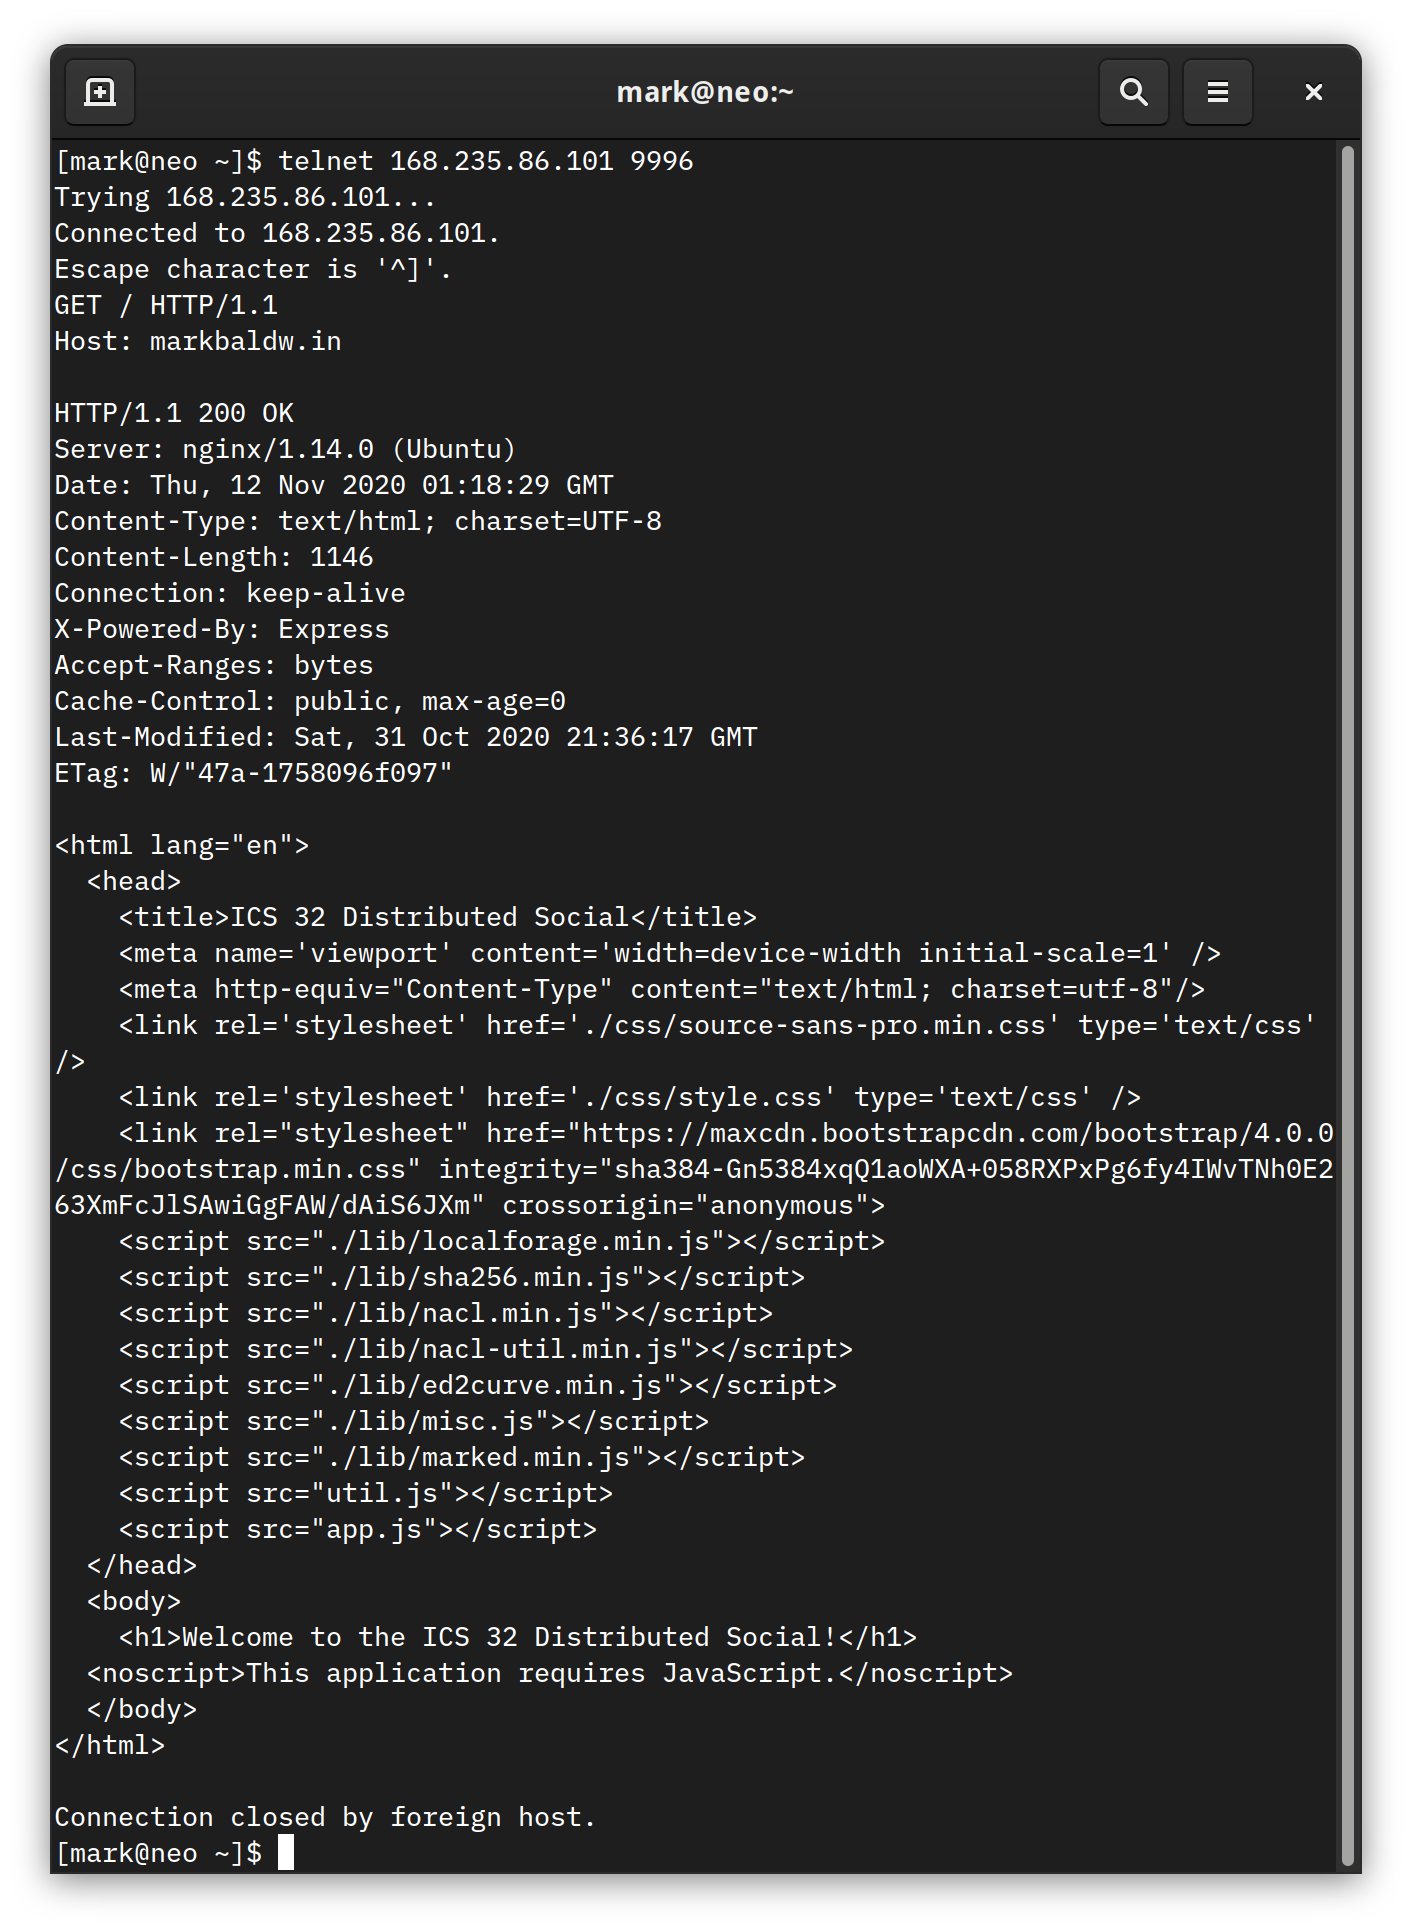 mark@neo:~
[mark@neo ~]$ telnet 168.235.86.101 9996
Trying 168.235.86.101...
Connected to 168.235.86.101.
Escape character is '^]'.
GET / HTTP/1.1
Host: markbaldw.in

HTTP/1.1 200 OK
Server: nginx/1.14.0 (Ubuntu)
Date: Thu, 12 Nov 2020 01:18:29 GMT
Content-Type: text/html; charset=UTF-8
Content-Length: 1146
Connection: keep-alive
X-Powered-By: Express
Accept-Ranges: bytes
Cache-Control: public, max-age=0
Last-Modified: Sat, 31 Oct 2020 21:36:17 GMT
ETag: W/"47a-1758096f097"

<html lang="en">
  <head>
    <title>ICS 32 Distributed Social</title>
    <meta name='viewport' content='width=device-width initial-scale=1' />
    <meta http-equiv="Content-Type" content="text/html; charset=utf-8"/>
    <link rel='stylesheet' href='./css/source-sans-pro.min.css' type='text/css'
/>
    <link rel='stylesheet' href='./css/style.css' type='text/css' />
    <link rel="stylesheet" href="https://maxcdn.bootstrapcdn.com/bootstrap/4.0.0
/css/bootstrap.min.css" integrity="sha384-Gn5384xqQ1aoWXA+058RXPxPg6fy4IWvTNh0E2
63XmFcJlSAwiGgFAW/dAiS6JXm" crossorigin="anonymous">
    <script src="./lib/localforage.min.js"></script>
    <script src="./lib/sha256.min.js"></script>
    <script src="./lib/nacl.min.js"></script>
    <script src="./lib/nacl-util.min.js"></script>
    <script src="./lib/ed2curve.min.js"></script>
    <script src="./lib/misc.js"></script>
    <script src="./lib/marked.min.js"></script>
    <script src="util.js"></script>
    <script src="app.js"></script>
  </head>
  <body>
    <h1>Welcome to the ICS 32 Distributed Social!</h1>
  <noscript>This application requires JavaScript.</noscript>
  </body>
</html>

Connection closed by foreign host.
[mark@neo ~]$